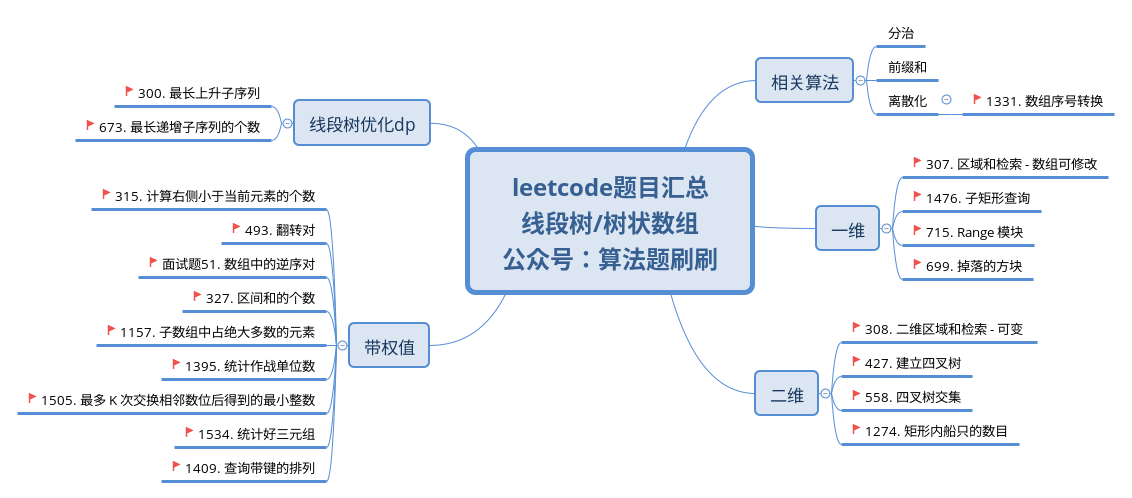 leetcode题目汇总
线段树/树状数组
公众号：算法题刷刷
相关算法
分治
前缀和
离散化
1331. 数组序号转换
一维
307. 区域和检索 - 数组可修改
1476. 子矩形查询
715. Range 模块
699. 掉落的方块
二维
308. 二维区域和检索 - 可变
427. 建立四叉树
558. 四叉树交集
1274. 矩形内船只的数目
线段树优化dp
300. 最长上升子序列
673. 最长递增子序列的个数
带权值
315. 计算右侧小于当前元素的个数
493. 翻转对
面试题51. 数组中的逆序对
327. 区间和的个数
1157. 子数组中占绝大多数的元素
1395. 统计作战单位数
1505. 最多 K 次交换相邻数位后得到的最小整数
1534. 统计好三元组
1409. 查询带键的排列